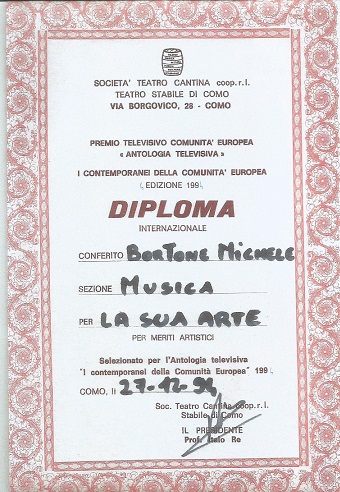 SOCIETA' TEATRO CANTINA coop.r.l.
TEATRO STABILE DI COMO
VIA BORGOVICO, 28 - COMO
PREMIO TELEVISIVO COMUNITA' EUROPEA
« ANTOLOGIA TELEVISIVA »
I CONTEMPORANEI DELLA COMUNITA' EUROPEA
EDIZIONE 199
DIPLOMA
INTERNAZIONALE
CONFERITO BORTONE MICHELE
SEZIONE MUSICA
PER LA SUA ARTE
PER MERITI ARTISTICI
Selezionato per l'Antologia televisiva
"I contemporanei della Comunità Europea" 199
COMO, il 27-12-94
Soc. Teatro Cantina coop.r.l.
Stabile di Como
IL PRESIDENTE
Prof. Italo Re